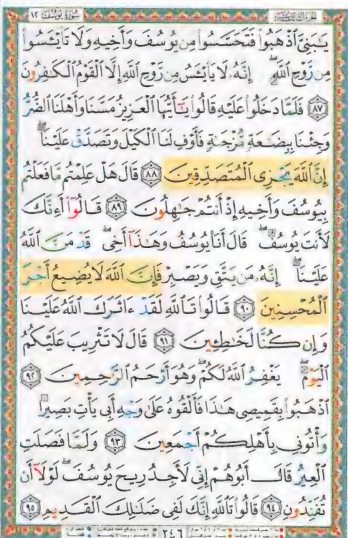 سُورَةُ يُوسُفَ ١٢
يَٰبَنِىَّ ٱذْهَبُوا۟ فَتَحَسَّسُوا۟ مِن يُوسُفَ وَأَخِيهِ وَلَا تَا۟يْـَٔسُوا۟
مِن رَّوْحِ ٱللَّهِ ۖ إِنَّهُۥ لَا يَا۟يْـَٔسُ مِن رَّوْحِ ٱللَّهِ إِلَّا ٱلْقَوْمُ ٱلْكَٰفِرُونَ
٨٧ فَلَمَّا دَخَلُوا۟ عَلَيْهِ قَالُوا۟ يَٰٓأَيُّهَا ٱلْعَزِيزُ مَسَّنَا وَأَهْلَنَا ٱلضُّرُّ
وَجِئْنَا بِبِضَٰعَةٍ مُّزْجَىٰةٍ فَأَوْفِ لَنَا ٱلْكَيْلَ وَتَصَدَّقْ عَلَيْنَآ ۖ
إِنَّ ٱللَّهَ يَجْزِى ٱلْمُتَصَدِّقِينَ ٨٨ قَالَ هَلْ عَلِمْتُم مَّا فَعَلْتُم
بِيُوسُفَ وَأَخِيهِ إِذْ أَنتُمْ جَٰهِلُونَ ٨٩ قَالُوٓا۟ أَءِنَّكَ
لَأَنتَ يُوسُفُ ۖ قَالَ أَنَا۠ يُوسُفُ وَهَٰذَآ أَخِى ۖ قَدْ مَنَّ ٱللَّهُ
عَلَيْنَآ ۖ إِنَّهُۥ مَن يَتَّقِ وَيَصْبِرْ فَإِنَّ ٱللَّهَ لَا يُضِيعُ أَجْرَ
ٱلْمُحْسِنِينَ ٩٠ قَالُوا۟ تَٱللَّهِ لَقَدْ ءَاثَرَكَ ٱللَّهُ عَلَيْنَا
وَإِن كُنَّا لَخَٰطِـِٔينَ ٩١ قَالَ لَا تَثْرِيبَ عَلَيْكُمُ
ٱلْيَوْمَ ۖ يَغْفِرُ ٱللَّهُ لَكُمْ ۖ وَهُوَ أَرْحَمُ ٱلرَّٰحِمِينَ ٩٢
ٱذْهَبُوا۟ بِقَمِيصِى هَٰذَا فَأَلْقُوهُ عَلَىٰ وَجْهِ أَبِى يَأْتِ بَصِيرًا
وَأْتُونِى بِأَهْلِكُمْ أَجْمَعِينَ ٩٣ وَلَمَّا فَصَلَتِ
ٱلْعِيرُ قَالَ أَبُوهُمْ إِنِّى لَأَجِدُ رِيحَ يُوسُفَ ۖ لَوْلَآ أَن
تُفَنِّدُونِ ٩٤ قَالُوا۟ تَٱللَّهِ إِنَّكَ لَفِى ضَلَٰلِكَ ٱلْقَدِيمِ ٩٥
٢٤٦